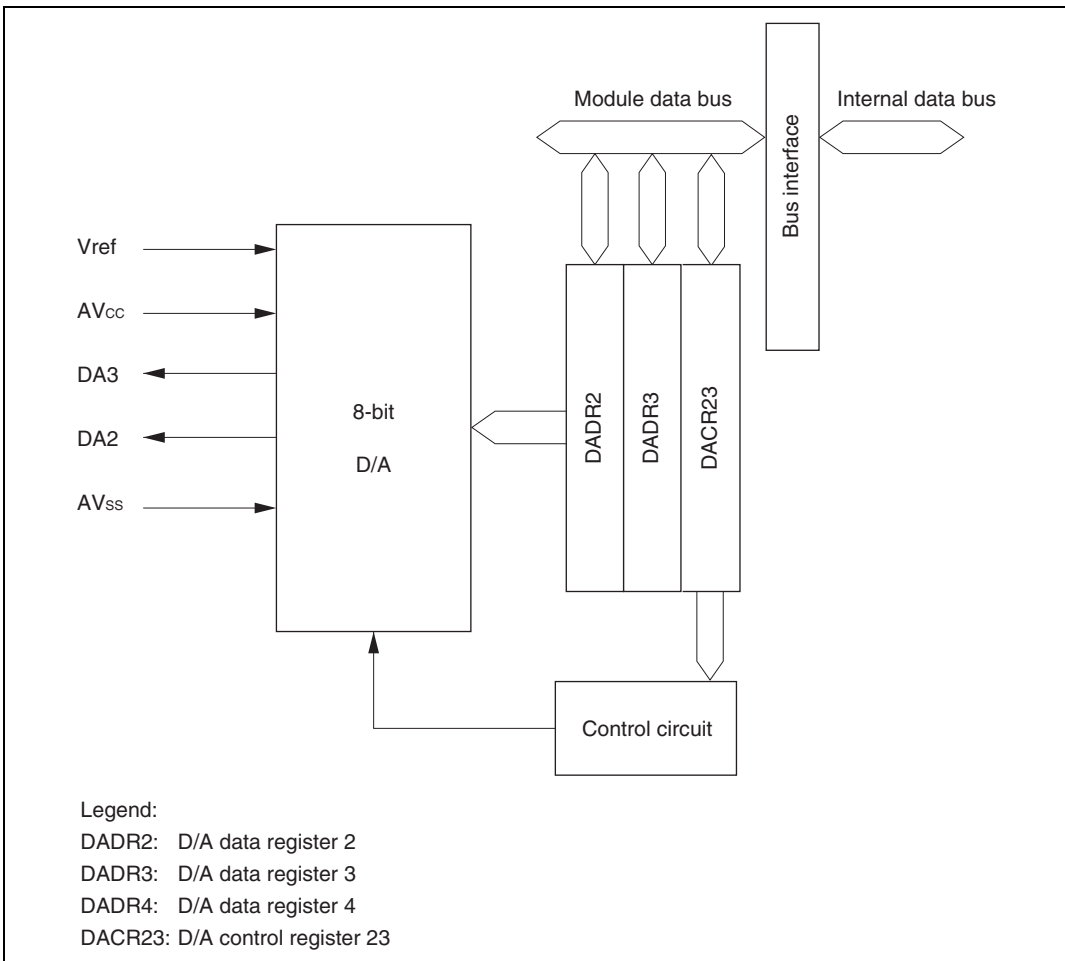 Module data bus
Internal data bus
Bus interface
Vref
AVcc
DA3
DA2
AVss
8-bit
D/A
DADR2
DADR3
DACR23
Control circuit
Legend:
DADR2: D/A data register 2
DADR3: D/A data register 3
DADR4: D/A data register 4
DACR23: D/A control register 23